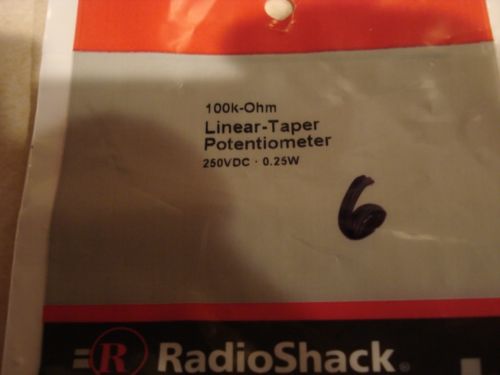 100k-Ohm
Linear-Taper
Potentiometer
250VDC · 0.25W
6
R RadioShack®